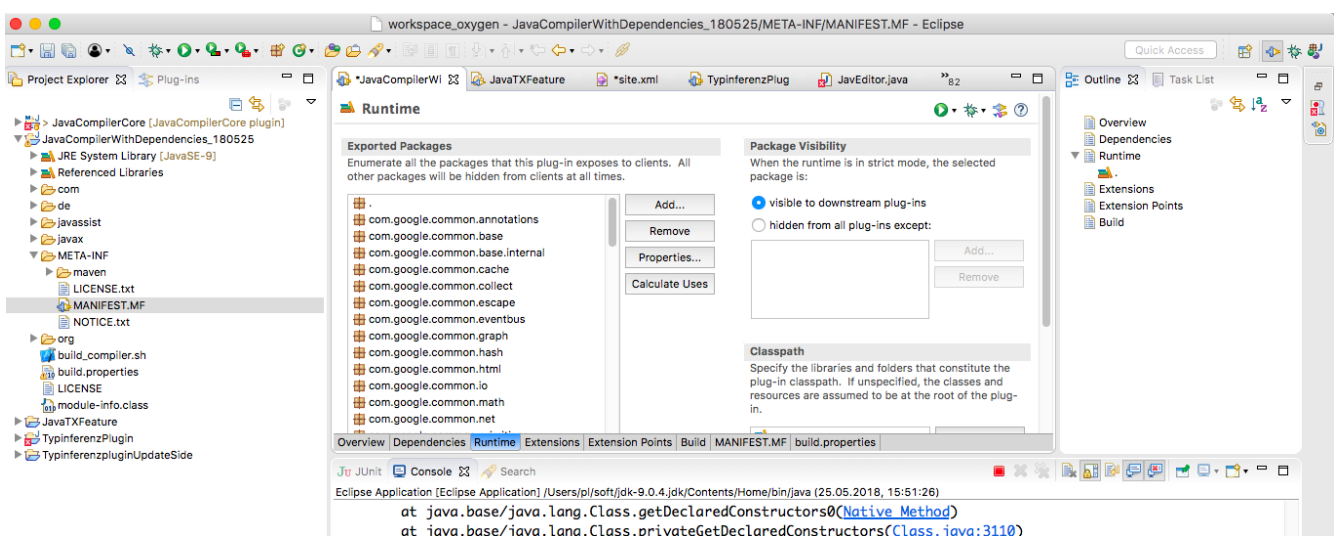 workspace_oxygen - JavaCompilerWithDependencies_180525/META-INF/MANIFEST.MF - Eclipse
Quick Access
Project Explorer
Plug-ins
> JavaCompilerCore [JavaCompilerCore plugin]
JavaCompilerWithDependencies_180525
JRE System Library [JavaSE-9]
Referenced Libraries
com
de
javassist
javax
META-INF
maven
LICENSE.txt
MANIFEST.MF
NOTICE.txt
org
build_compiler.sh
build.properties
LICENSE
module-info.class
JavaTXFeature
TypinferenzPlugin
TypinferenzpluginUpdateSide
*JavaCompilerWi
JavaTXFeature
*site.xml
TypinferenzPlug
JavEditor.java
»82
Runtime
Exported Packages
Enumerate all the packages that this plug-in exposes to clients. All
other packages will be hidden from clients at all times.
.
com.google.common.annotations
com.google.common.base
com.google.common.base.internal
com.google.common.cache
com.google.common.collect
com.google.common.escape
com.google.common.eventbus
com.google.common.graph
com.google.common.hash
com.google.common.html
com.google.common.io
com.google.common.math
com.google.common.net
Add...
Remove
Properties...
Calculate Uses
Package Visibility
When the runtime is in strict mode, the selected
package is:
visible to downstream plug-ins
hidden from all plug-ins except:
Add...
Remove
Classpath
Specify the libraries and folders that constitute the
plug-in classpath. If unspecified, the classes and
resources are assumed to be at the root of the plug-
in.
Overview Dependencies Runtime Extensions Extension Points Build MANIFEST.MF build.properties
Outline
Task List
Overview
Dependencies
Runtime
.
Extensions
Extension Points
Build
JUnit
Console
Search
Eclipse Application [Eclipse Application] /Users/pl/soft/jdk-9.0.4.jdk/Contents/Home/bin/java (25.05.2018, 15:51:26)
at java.base/java.lang.Class.getDeclaredConstructors0(Native Method)
at java.base/java.lang.Class.privateGetDeclaredConstructors(Class.java:3110)